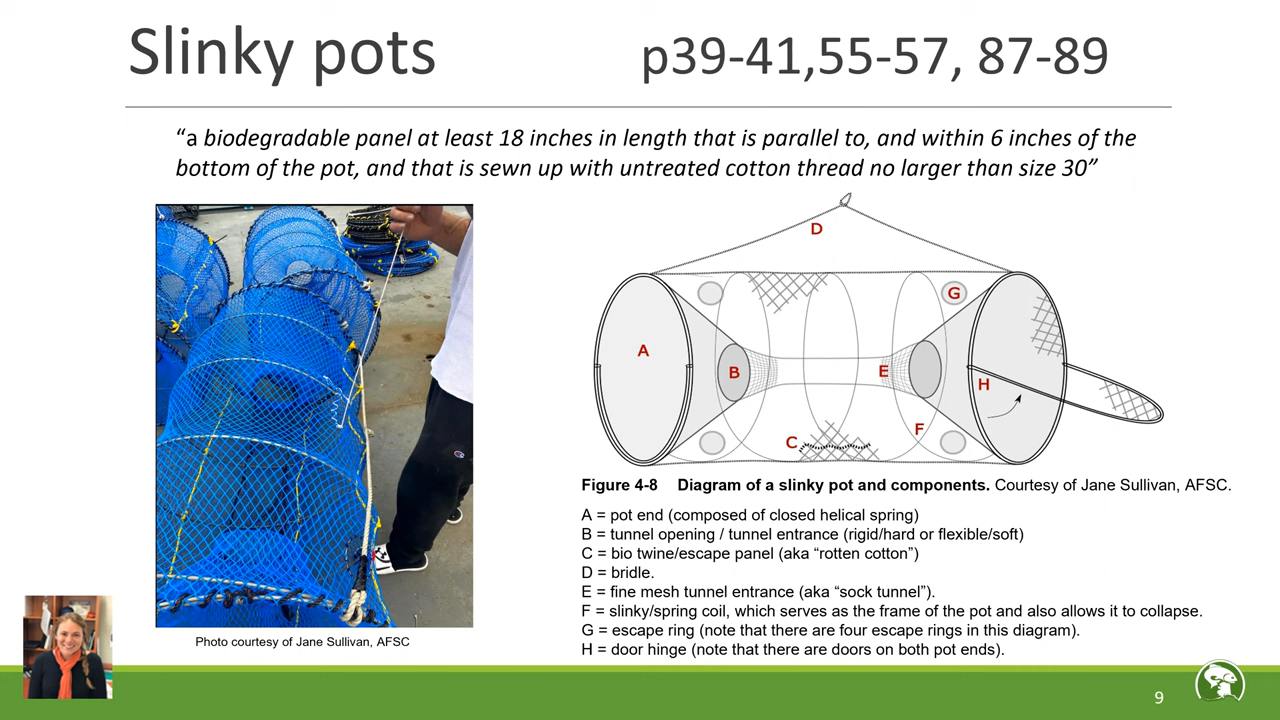 Slinky pots p39-41,55-57, 87-89
“a biodegradable panel at least 18 inches in length that is parallel to, and within 6 inches of the
bottom of the pot, and that is sewn up with untreated cotton thread no larger than size 30”
D
G
A
B
E
H
F
C
Figure 4-8 Diagram of a slinky pot and components. Courtesy of Jane Sullivan, AFSC.
A = pot end (composed of closed helical spring)
B = tunnel opening / tunnel entrance (rigid/hard or flexible/soft)
C = bio twine/escape panel (aka “rotten cotton”)
D = bridle.
E = fine mesh tunnel entrance (aka “sock tunnel”).
F = slinky/spring coil, which serves as the frame of the pot and also allows it to collapse.
G = escape ring (note that there are four escape rings in this diagram).
H = door hinge (note that there are doors on both pot ends).
Photo courtesy of Jane Sullivan, AFSC
9